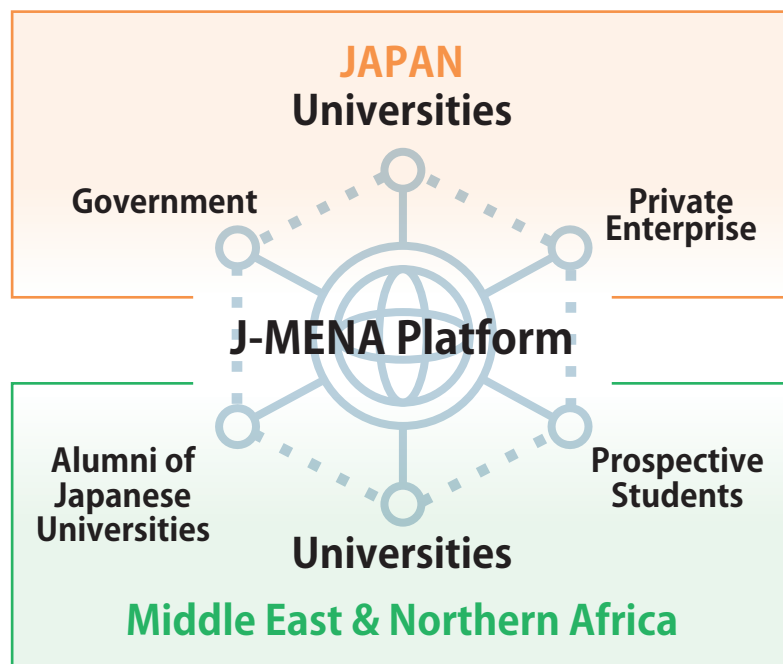 JAPAN
Universities
Government
Private
Enterprise
J-MENA Platform
Alumni of
Japanese
Universities
Prospective
Students
Universities
Middle East & Northern Africa